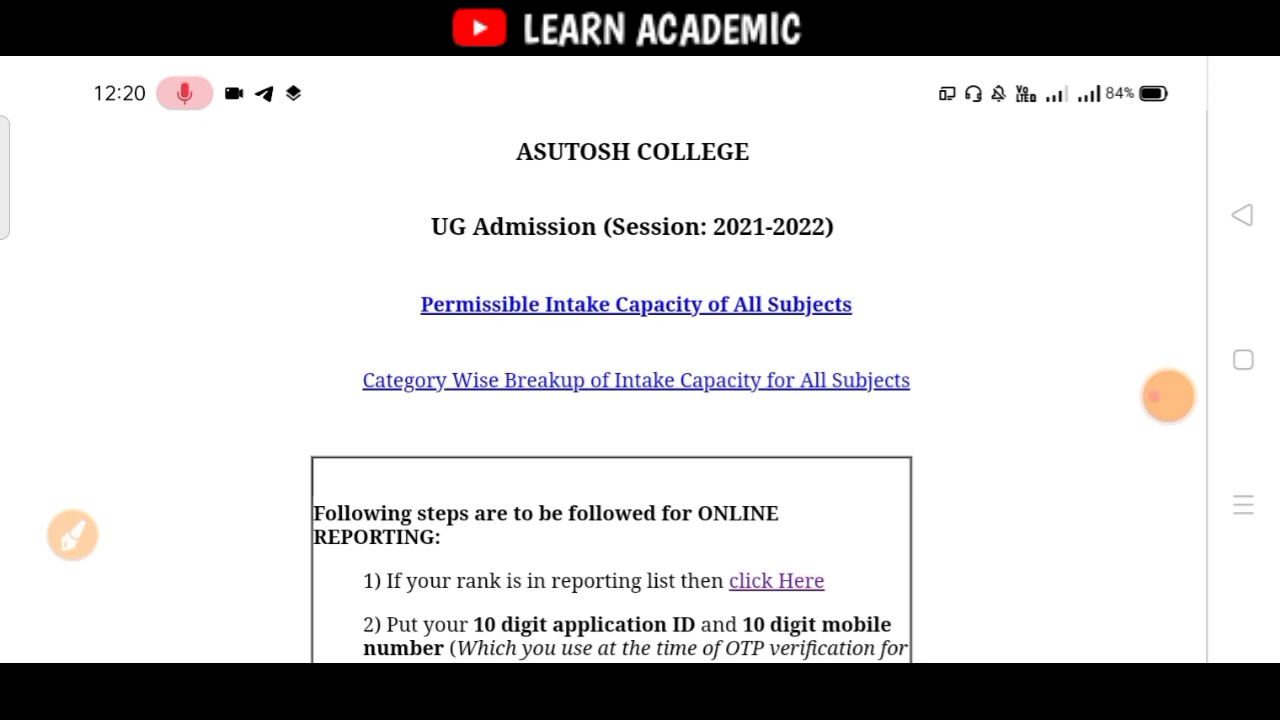 LEARN ACADEMIC
12:20
Vo LTE 84%
ASUTOSH COLLEGE
UG Admission (Session: 2021-2022)
Permissible Intake Capacity of All Subjects
Category Wise Breakup of Intake Capacity for All Subjects
Following steps are to be followed for ONLINE
REPORTING:
1) If your rank is in reporting list then click Here
2) Put your 10 digit application ID and 10 digit mobile
number (Which you use at the time of OTP verification for